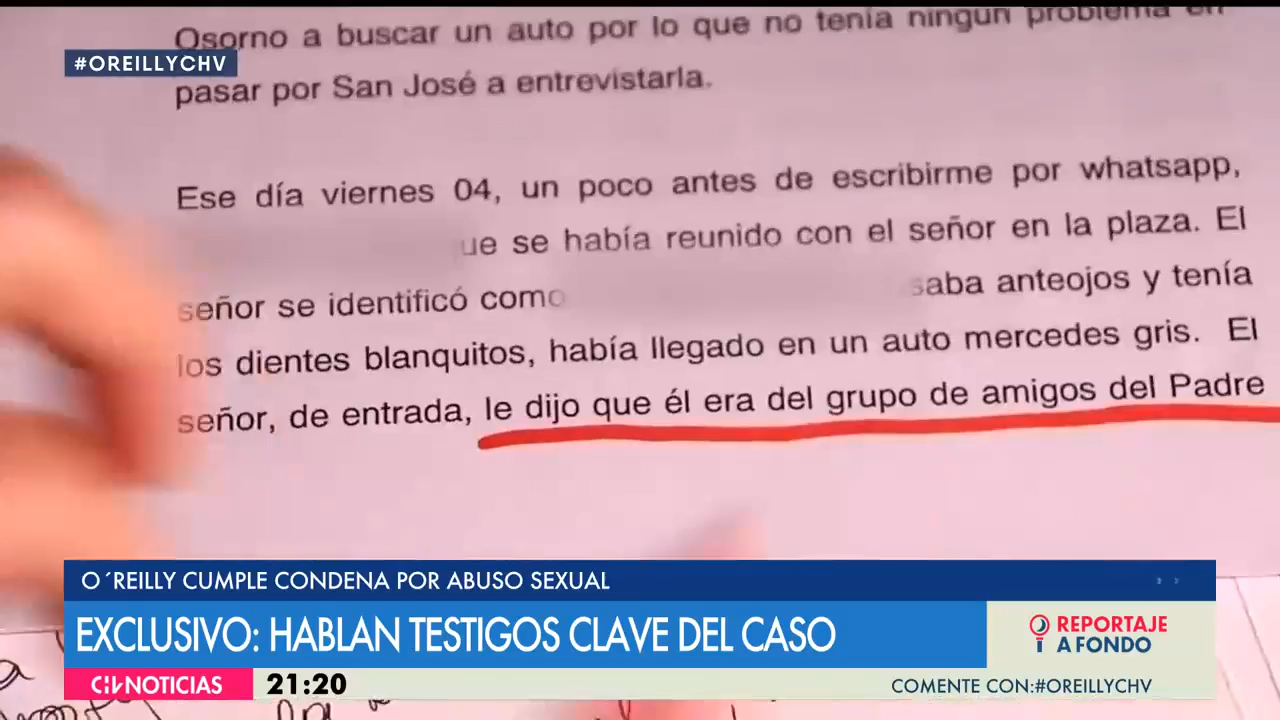 Osorno a buscar un auto por lo que no tenía ningún problema en
#OREILLYCHV
pasar por San José a entrevistarla.
Ese día viernes 04, un poco antes de escribirme por whatsapp,
ue se había reunido con el señor en la plaza. El
señor se identificó como
saba anteojos y tenía
los dientes blanquitos, había llegado en un auto mercedes gris. El
señor, de entrada, le dijo que él era del grupo de amigos del Padre
O´REILLY CUMPLE CONDENA POR ABUSO SEXUAL
EXCLUSIVO: HABLAN TESTIGOS CLAVE DEL CASO
REPORTAJE
A FONDO
CHV NOTICIAS
21:20
COMENTE CON:#OREILLYCHV